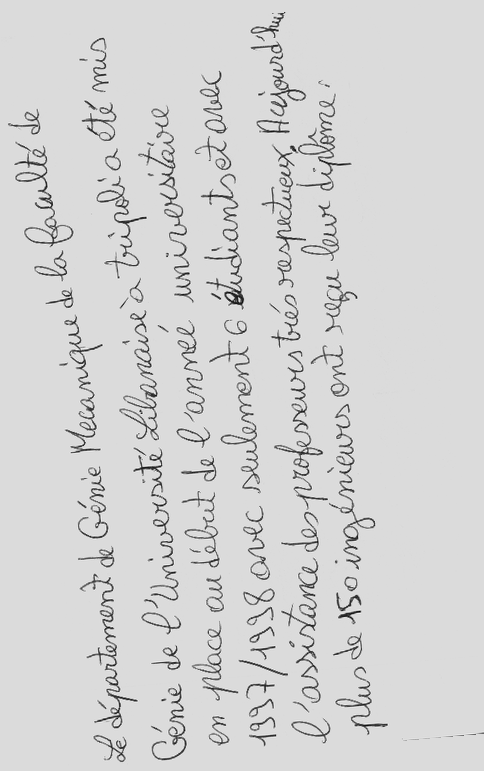 Le département de Génie Mecanique de la faculté de
Génie de l'Université Libanaise à tripoli a été mis
en place au début de l'année universitaire
1997/1998 avec seulement 6 étudiants et avec
l'assistance des professeurs trés respectueux. Aujourd'hui
plus de 150 ingénieurs ont reçu leur diplôme.